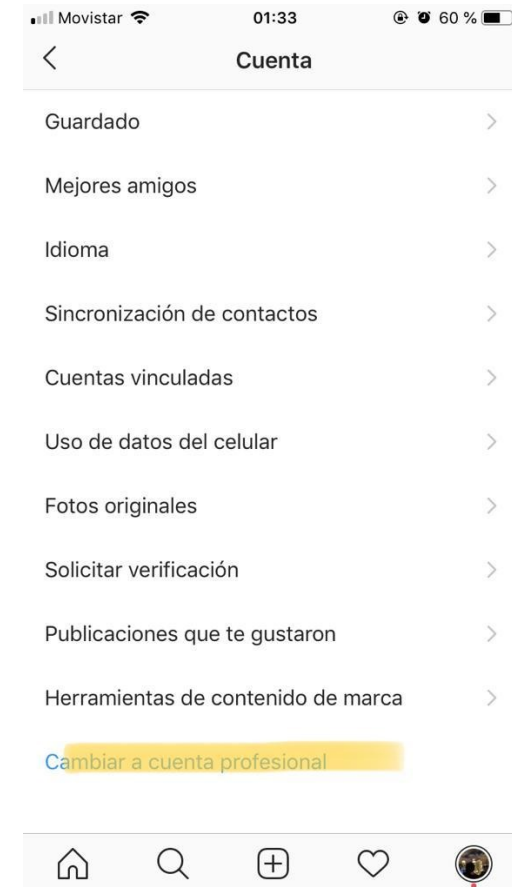 Movistar 01:33 60 %
Cuenta
Guardado
Mejores amigos
Idioma
Sincronización de contactos
Cuentas vinculadas
Uso de datos del celular
Fotos originales
Solicitar verificación
Publicaciones que te gustaron
Herramientas de contenido de marca
Cambiar a cuenta profesional